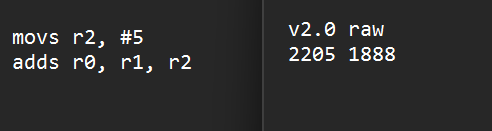 movs r2, #5
adds r0, r1, r2
v2.0 raw
2205 1888